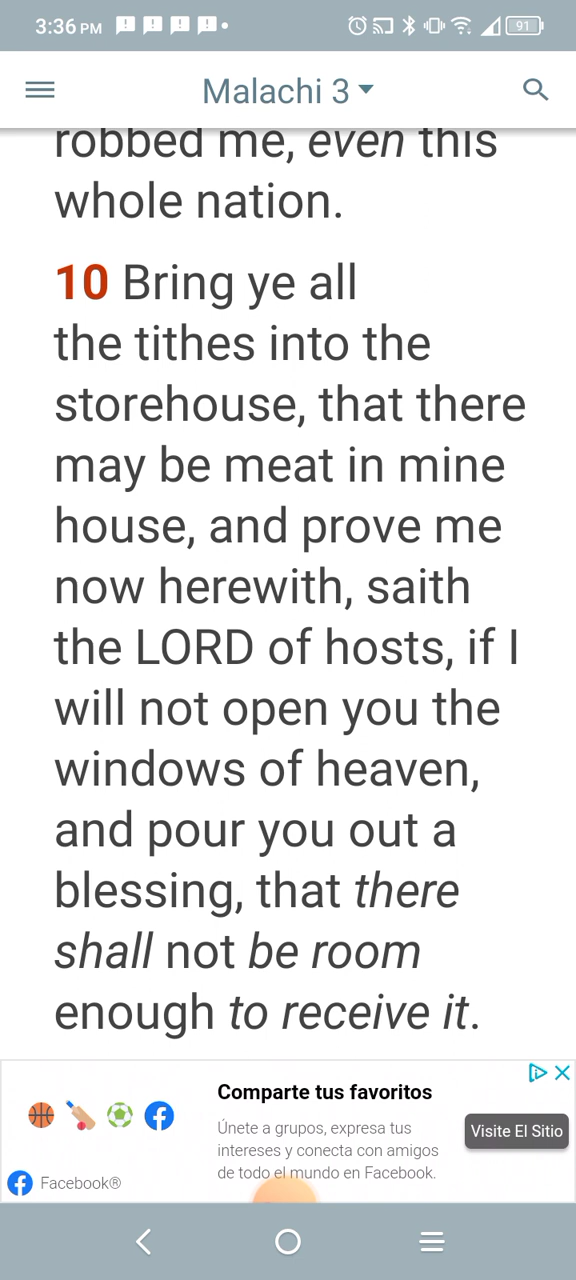 3:36 PM
91
Malachi 3
robbed me, even this
whole nation.
10 Bring ye all
the tithes into the
storehouse, that there
may be meat in mine
house, and prove me
now herewith, saith
the LORD of hosts, if I
will not open you the
windows of heaven,
and pour you out a
blessing, that there
shall not be room
enough to receive it.
Comparte tus favoritos
Únete a grupos, expresa tus
intereses y conecta con amigos
de todo el mundo en Facebook.
Visite El Sitio
Facebook®